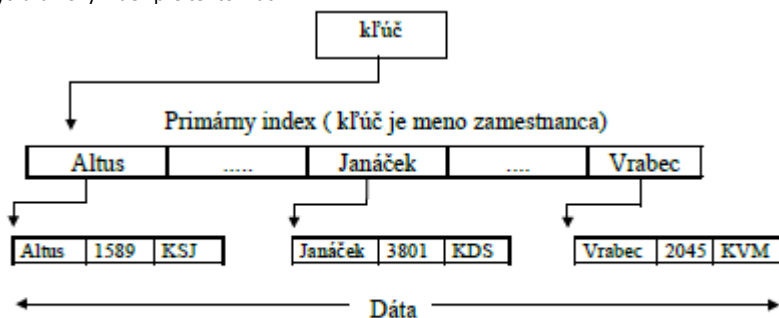 kľúč
Primárny index ( kľúč je meno zamestnanca)
Altus ..... Janáček .... Vrabec
Altus 1589 KSJ Janáček 3801 KDS Vrabec 2045 KVM
Dáta